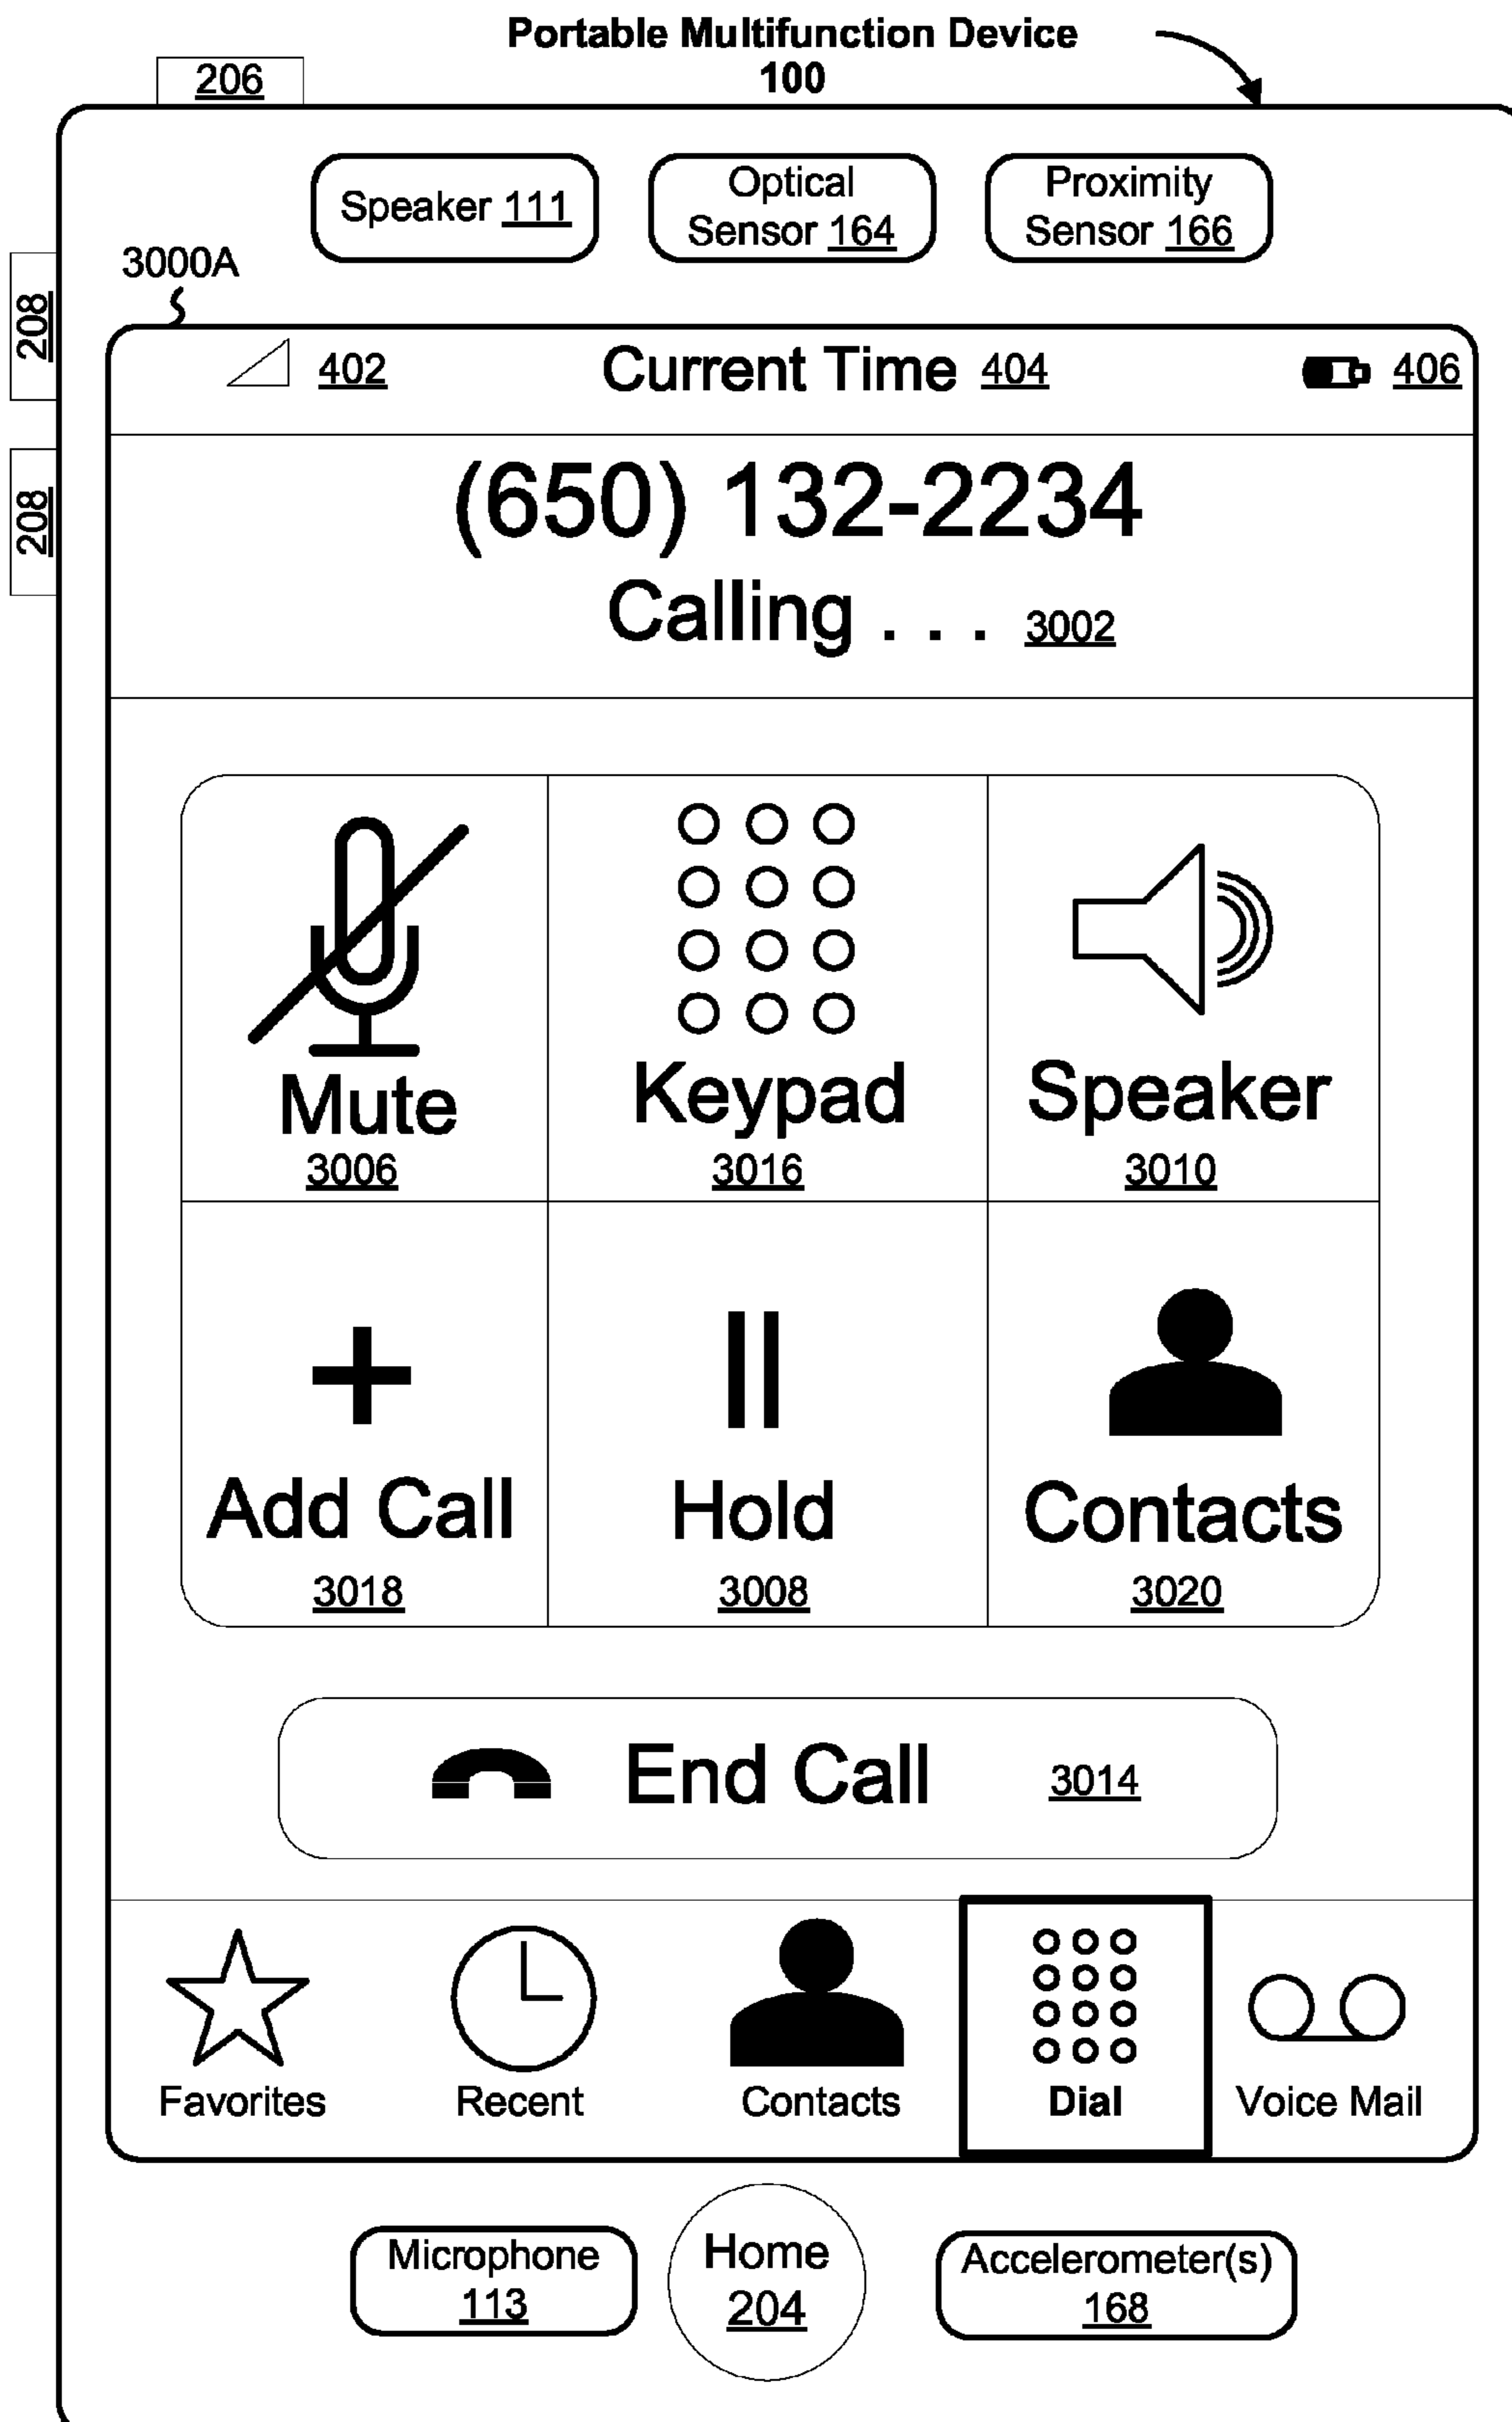 Portable Multifunction Device
100
206
Speaker 111
Optical
Sensor 164
Proximity
Sensor 166
3000A
208
208
402
Current Time 404
406
(650) 132-2234
Calling . . . 3002
Mute
3006
Keypad
3016
Speaker
3010
Add Call
3018
Hold
3008
Contacts
3020
End Call 3014
Favorites
Recent
Contacts
Dial
Voice Mail
Microphone
113
Home
204
Accelerometer(s)
168